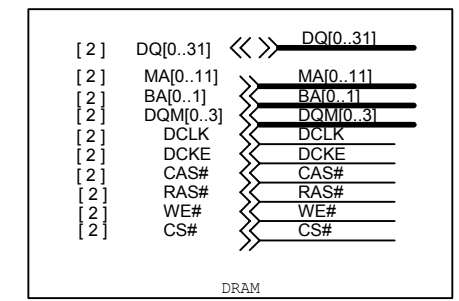 [ 2 ] DQ[0..31] DQ[0..31]
[ 2 ] MA[0..11] MA[0..11]
[ 2 ] BA[0..1] BA[0..1]
[ 2 ] DQM[0..3] DQM[0..3]
[ 2 ] DCLK DCLK
[ 2 ] DCKE DCKE
[ 2 ] CAS# CAS#
[ 2 ] RAS# RAS#
[ 2 ] WE# WE#
[ 2 ] CS# CS#
DRAM